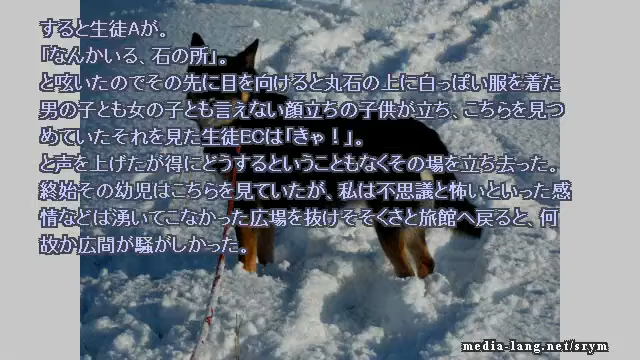 すると生徒Aが。
「なんかいる、石の所」。
と呟いたのでその先に目を向けると丸石の上に白っぽい服を着た
男の子とも女の子とも言えない顔立ちの子供が立ち、こちらを見つ
めていたそれを見た生徒ECは「きゃ！」。
と声を上げたが得にどうするということもなくその場を立ち去った。
終始その幼児はこちらを見ていたが、私は不思議と怖いといった感
情などは湧いてこなかった広場を抜けそそくさと旅館へ戻ると、何
故か広間が騒がしかった。
media-lang.net/srym